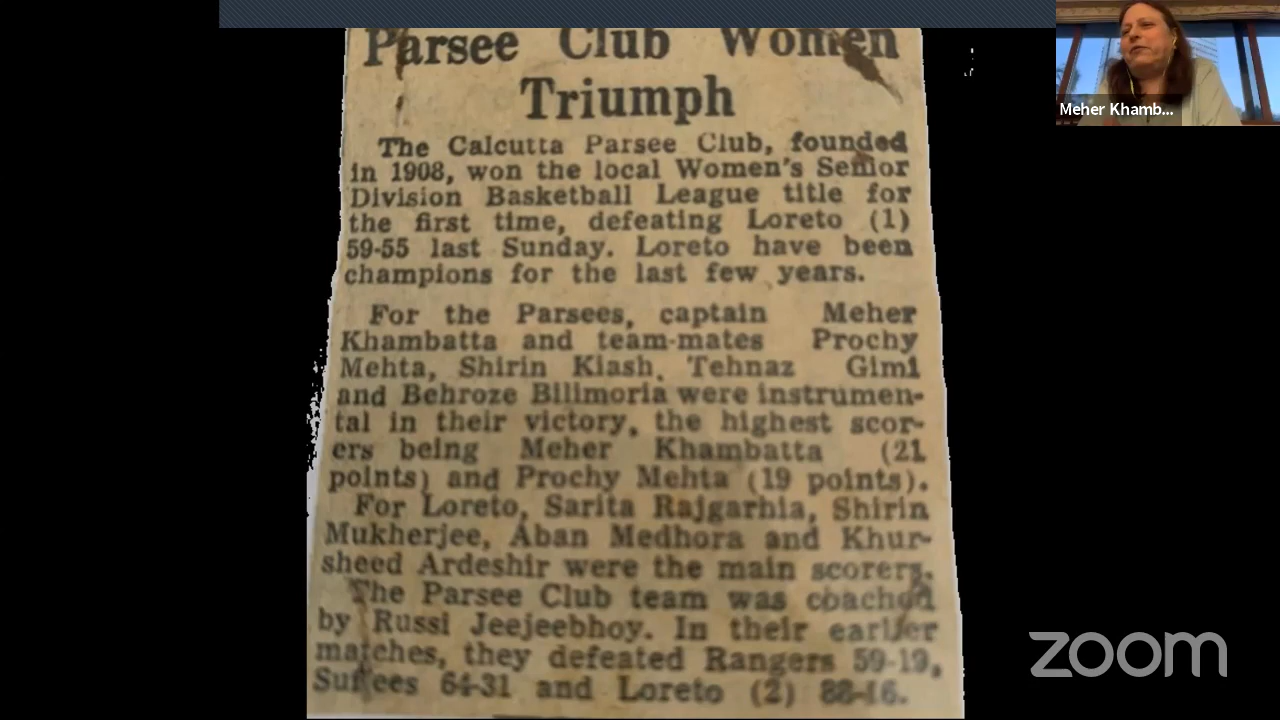 Parsee Club Women
Triumph
The Calcutta Parsee Club, founded
in 1908, won the local Women's Senior
Division Basketball League title for
the first time, defeating Loreto (1)
59-55 last Sunday. Loreto have been
champions for the last few years.
For the Parsees, captain Meher
Khambatta and team-mates Prochy
Mehta, Shirin Kiash, Tehnaz Gimi
and Behroze Bilimoria were instrumen-
tal in their victory, the highest scor-
ers being Meher Khambatta (21
points) and Prochy Mehta (19 points).
For Loreto, Sarita Rajgarhia, Shirin
Mukherjee, Aban Medhora and Khur-
sheed Ardeshir were the main scorers.
The Parsee Club team was coached
by Russi Jeejeebhoy. In their earlier
matches, they defeated Rangers 59-19,
64-31 and Loreto (2)
Meher Khamb...
zoom